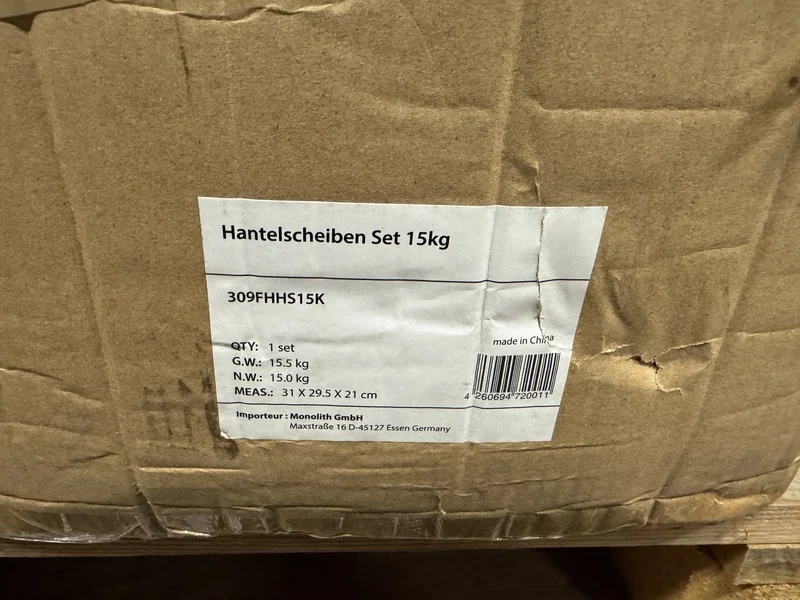 Hantelscheiben Set 15kg
309FHHS15K
made in China
QTY: 1 set
G.W.: 15.5 kg
N.W.: 15.0 kg
MEAS.: 31 X 29.5 X 21 cm
4 260694 720011
Importeur : Monolith GmbH
Maxstraße 16 D-45127 Essen Germany